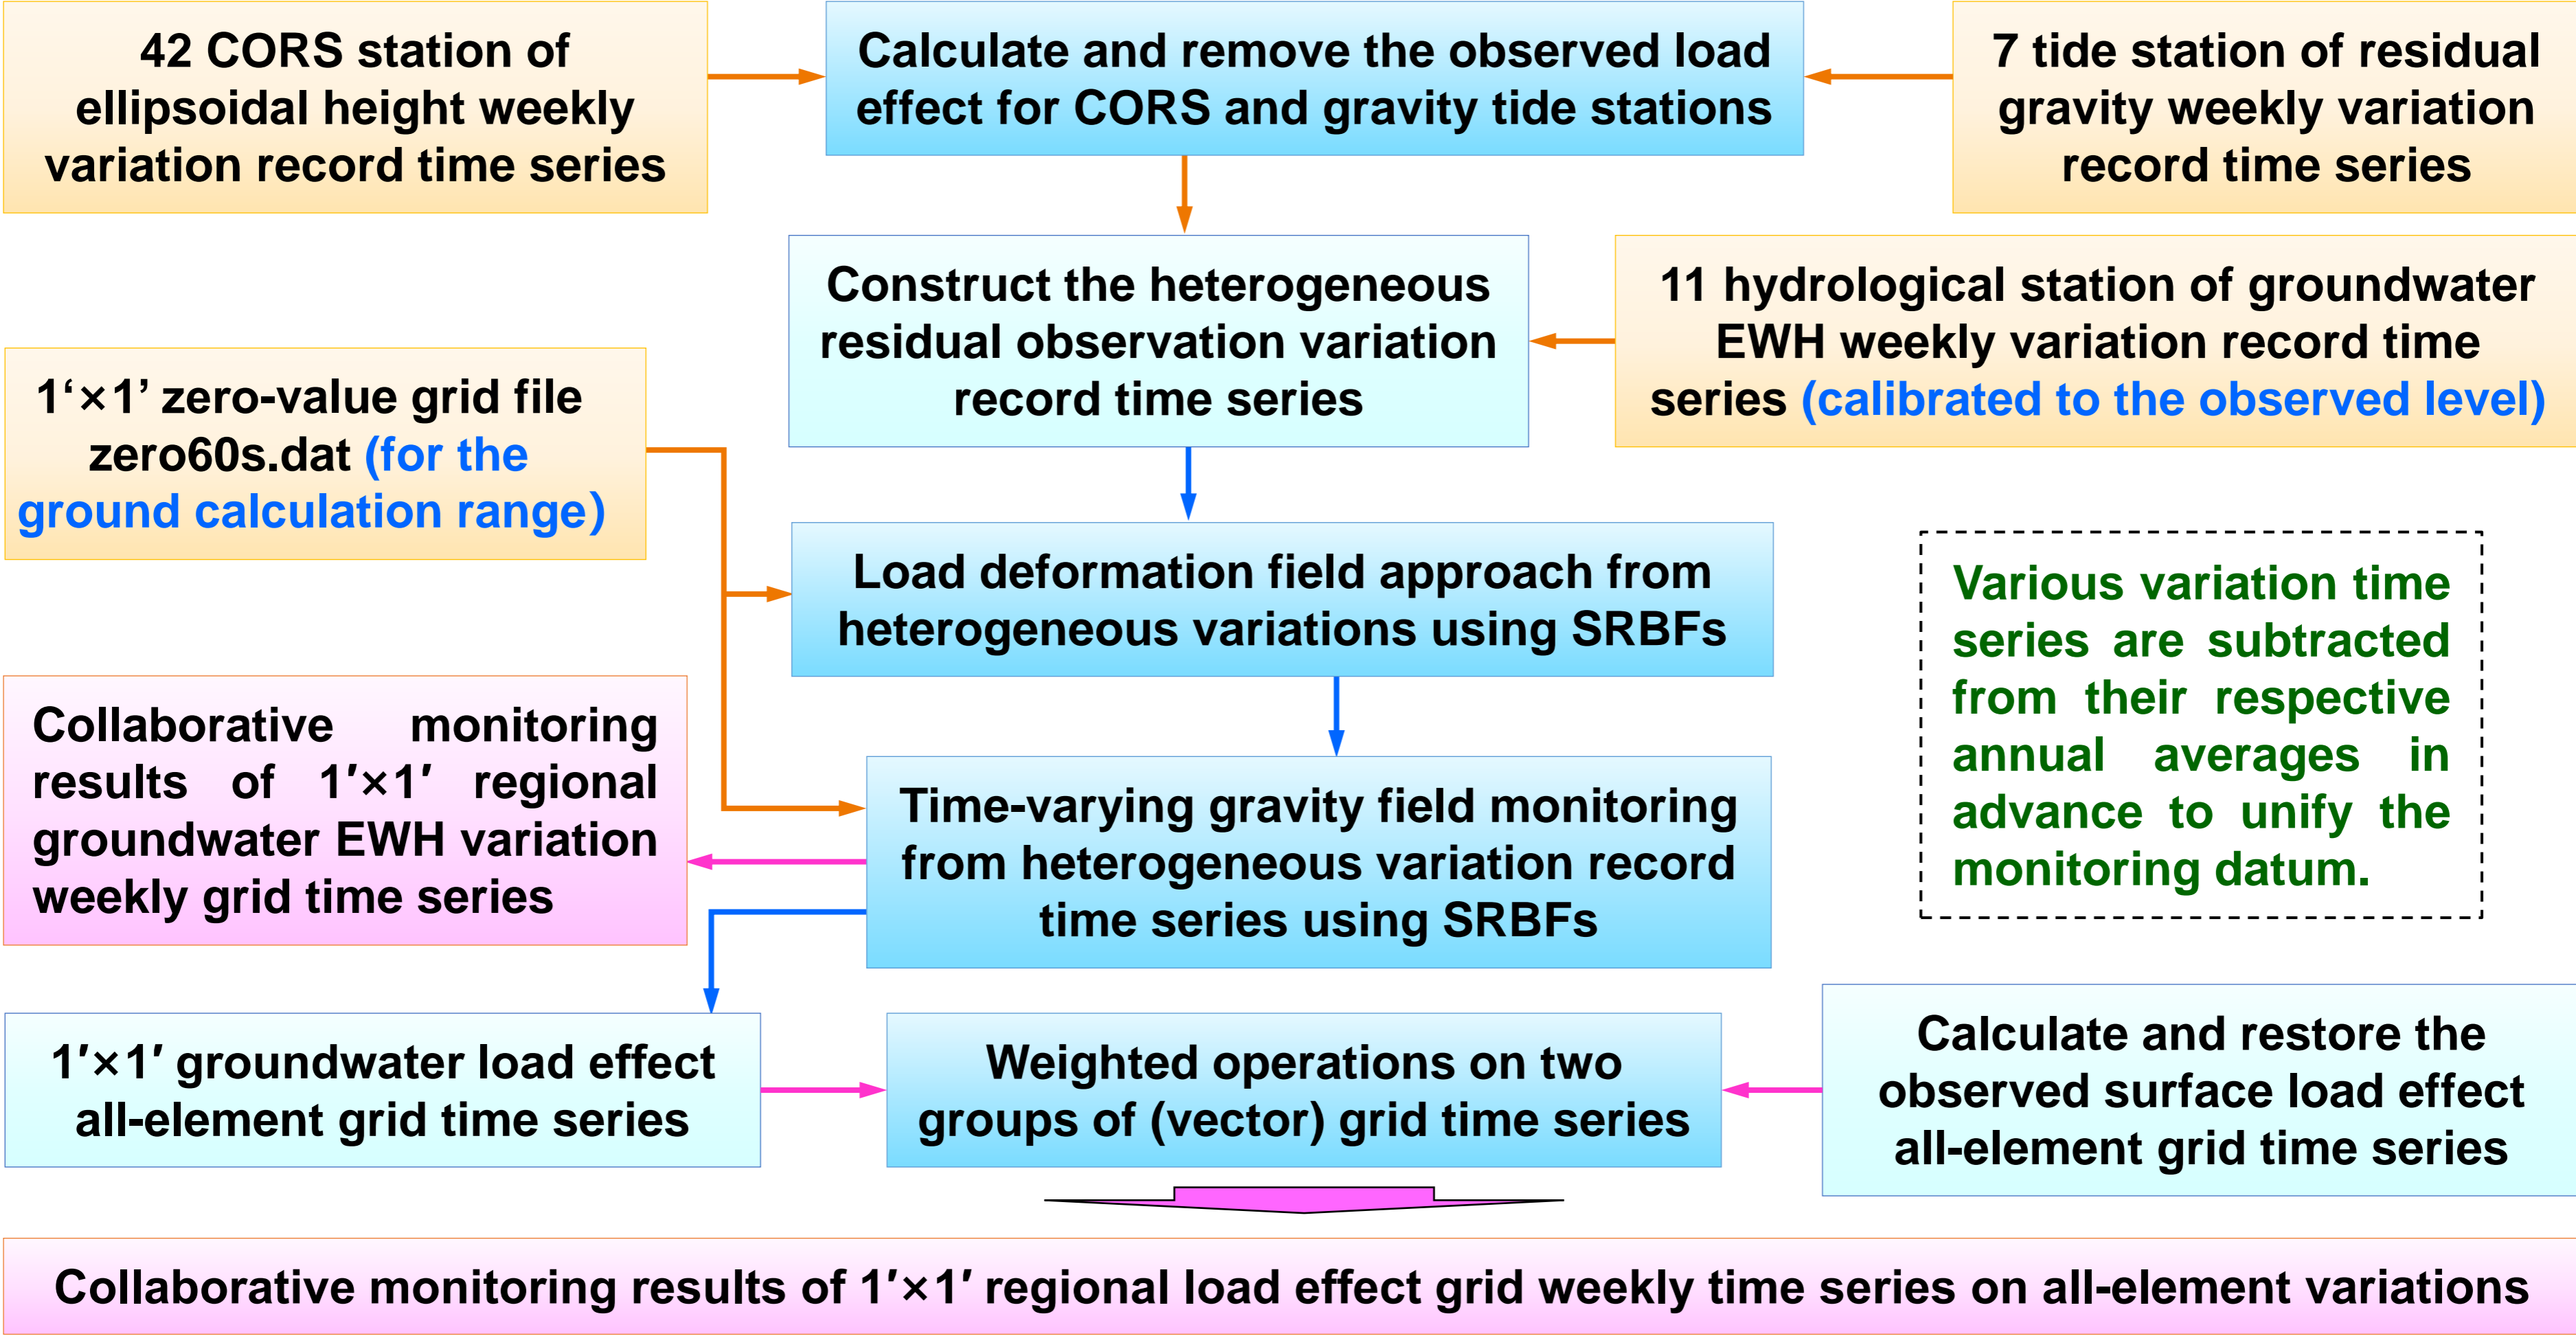 42 CORS station of
ellipsoidal height weekly
variation record time series
Calculate and remove the observed load
effect for CORS and gravity tide stations
7 tide station of residual
gravity weekly variation
record time series
Construct the heterogeneous
residual observation variation
record time series
11 hydrological station of groundwater
EWH weekly variation record time
series (calibrated to the observed level)
1‘×1’ zero-value grid file
zero60s.dat (for the
ground calculation range)
Load deformation field approach from
heterogeneous variations using SRBFs
Various variation time
series are subtracted
from their respective
annual averages in
advance to unify the
monitoring datum.
Collaborative monitoring
results of 1′×1′ regional
groundwater EWH variation
weekly grid time series
Time-varying gravity field monitoring
from heterogeneous variation record
time series using SRBFs
1′×1′ groundwater load effect
all-element grid time series
Weighted operations on two
groups of (vector) grid time series
Calculate and restore the
observed surface load effect
all-element grid time series
Collaborative monitoring results of 1′×1′ regional load effect grid weekly time series on all-element variations